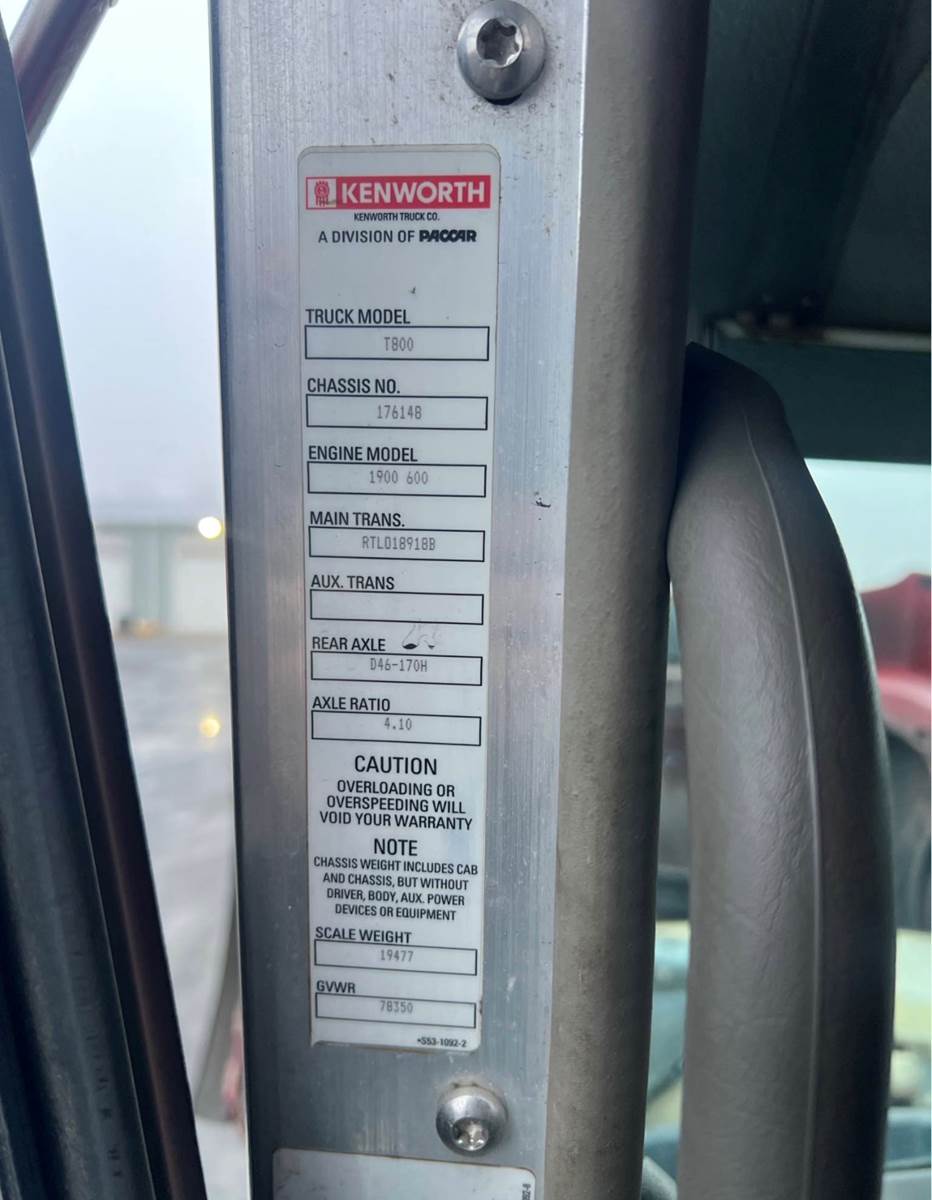 KENWORTH
KENWORTH TRUCK CO.
A DIVISION OF PACCAR
TRUCK MODEL
T800
CHASSIS NO.
176148
ENGINE MODEL
1900 600
MAIN TRANS.
RTLO18918B
AUX. TRANS
REAR AXLE
D46-170H
AXLE RATIO
4.10
CAUTION
OVERLOADING OR
OVERSPEEDING WILL
VOID YOUR WARRANTY
NOTE
CHASSIS WEIGHT INCLUDES CAB
AND CHASSIS, BUT WITHOUT
DRIVER, BODY, AUX. POWER
DEVICES OR EQUIPMENT
SCALE WEIGHT
19477
GVWR
78350
*S53-1092-2